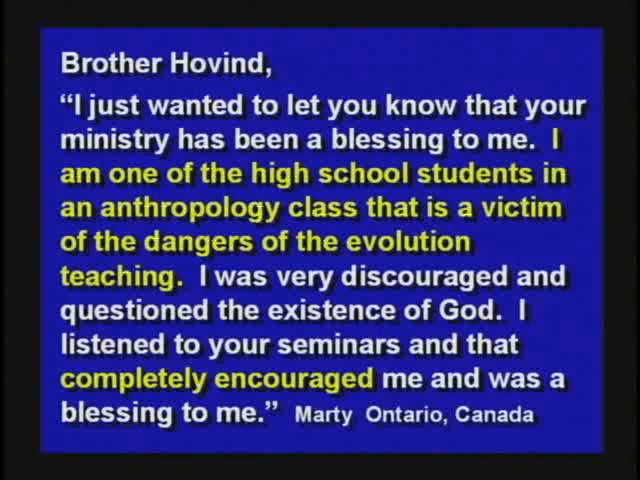 Brother Hovind,
“I just wanted to let you know that your
ministry has been a blessing to me.  I
am one of the high school students in
an anthropology class that is a victim
of the dangers of the evolution
teaching.  I was very discouraged and
questioned the existence of God.  I
listened to your seminars and that
completely encouraged me and was a
blessing to me.”  Marty  Ontario, Canada